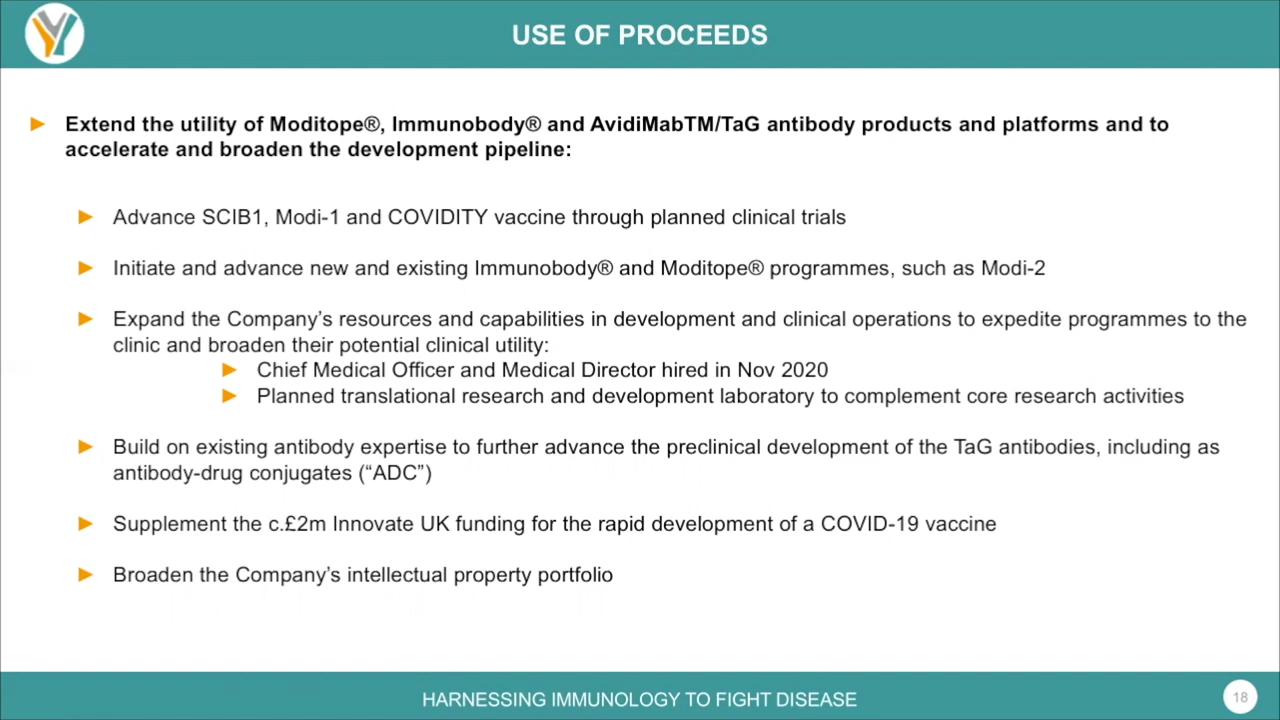 USE OF PROCEEDS
► Extend the utility of Moditope®, Immunobody® and AvidiMabTM/TaG antibody products and platforms and to
accelerate and broaden the development pipeline:
► Advance SCIB1, Modi-1 and COVIDITY vaccine through planned clinical trials
► Initiate and advance new and existing Immunobody® and Moditope® programmes, such as Modi-2
► Expand the Company’s resources and capabilities in development and clinical operations to expedite programmes to the
clinic and broaden their potential clinical utility:
► Chief Medical Officer and Medical Director hired in Nov 2020
► Planned translational research and development laboratory to complement core research activities
► Build on existing antibody expertise to further advance the preclinical development of the TaG antibodies, including as
antibody-drug conjugates (“ADC”)
► Supplement the c.£2m Innovate UK funding for the rapid development of a COVID-19 vaccine
► Broaden the Company’s intellectual property portfolio
HARNESSING IMMUNOLOGY TO FIGHT DISEASE
18